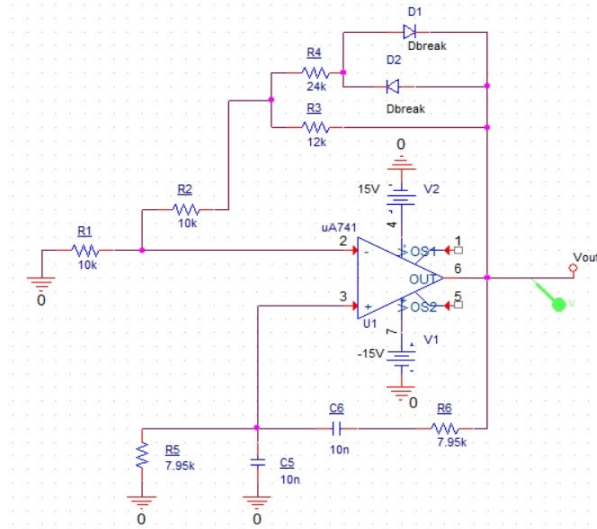 D1
Dbreak
R4
24k
D2
Dbreak
R3
12k
0
R2
10k
15V
V2
uA741
4
R1
10k
2
-
OS1
1
0
OUT
6
Vout
3
+
OS2
5
U1
7
V1
-15V
0
C6
10n
R6
7.95k
R5
7.95k
C5
10n
0
0